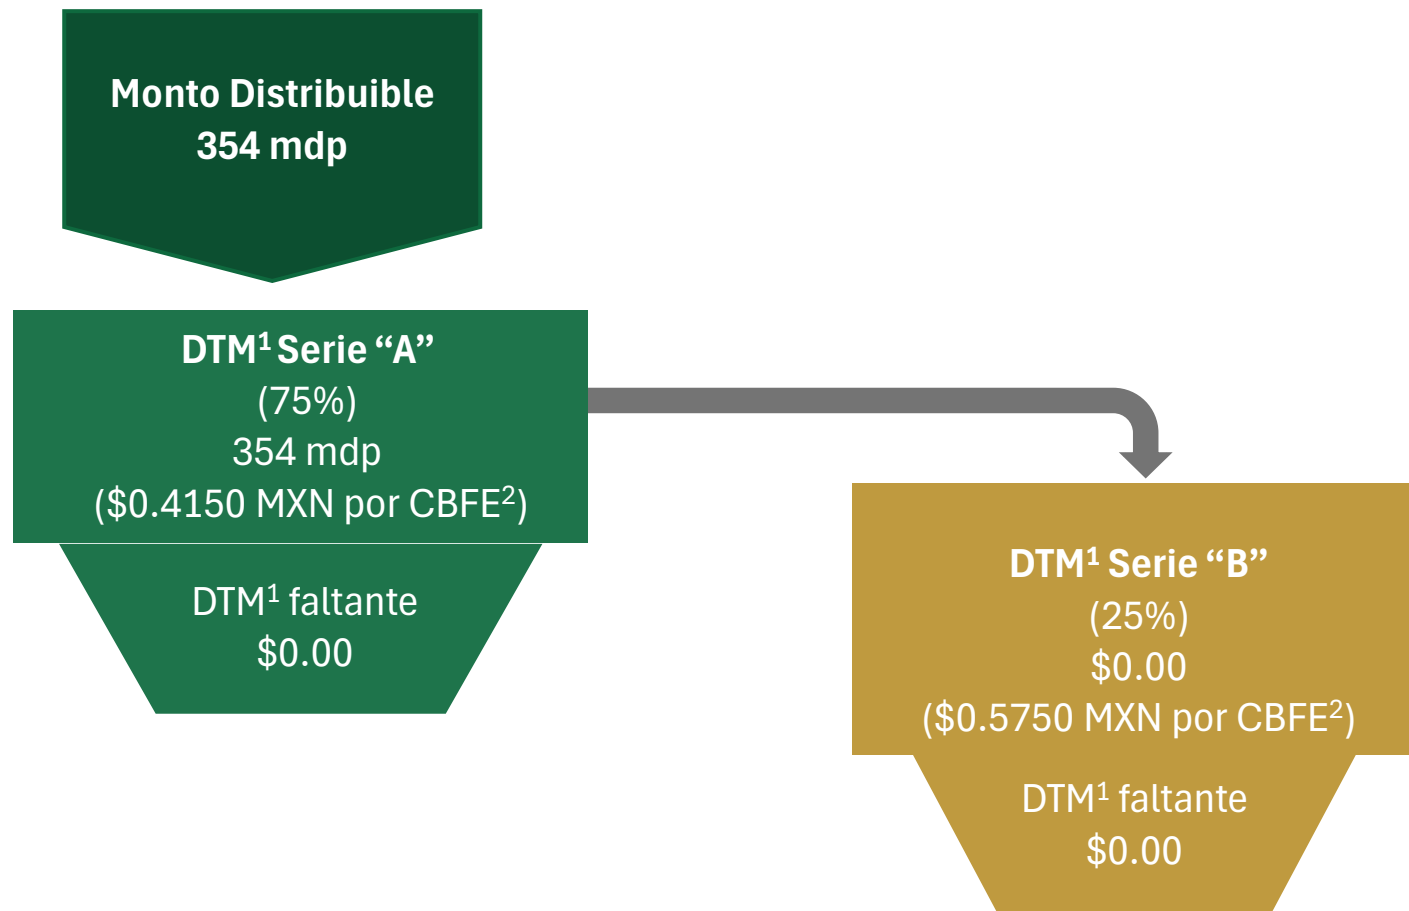 Monto Distribuible
354 mdp
DTM¹ Serie “A”
(75%)
354 mdp
($0.4150 MXN por CBFE²)
DTM¹ faltante
$0.00
DTM¹ Serie “B”
(25%)
$0.00
($0.5750 MXN por CBFE²)
DTM¹ faltante
$0.00